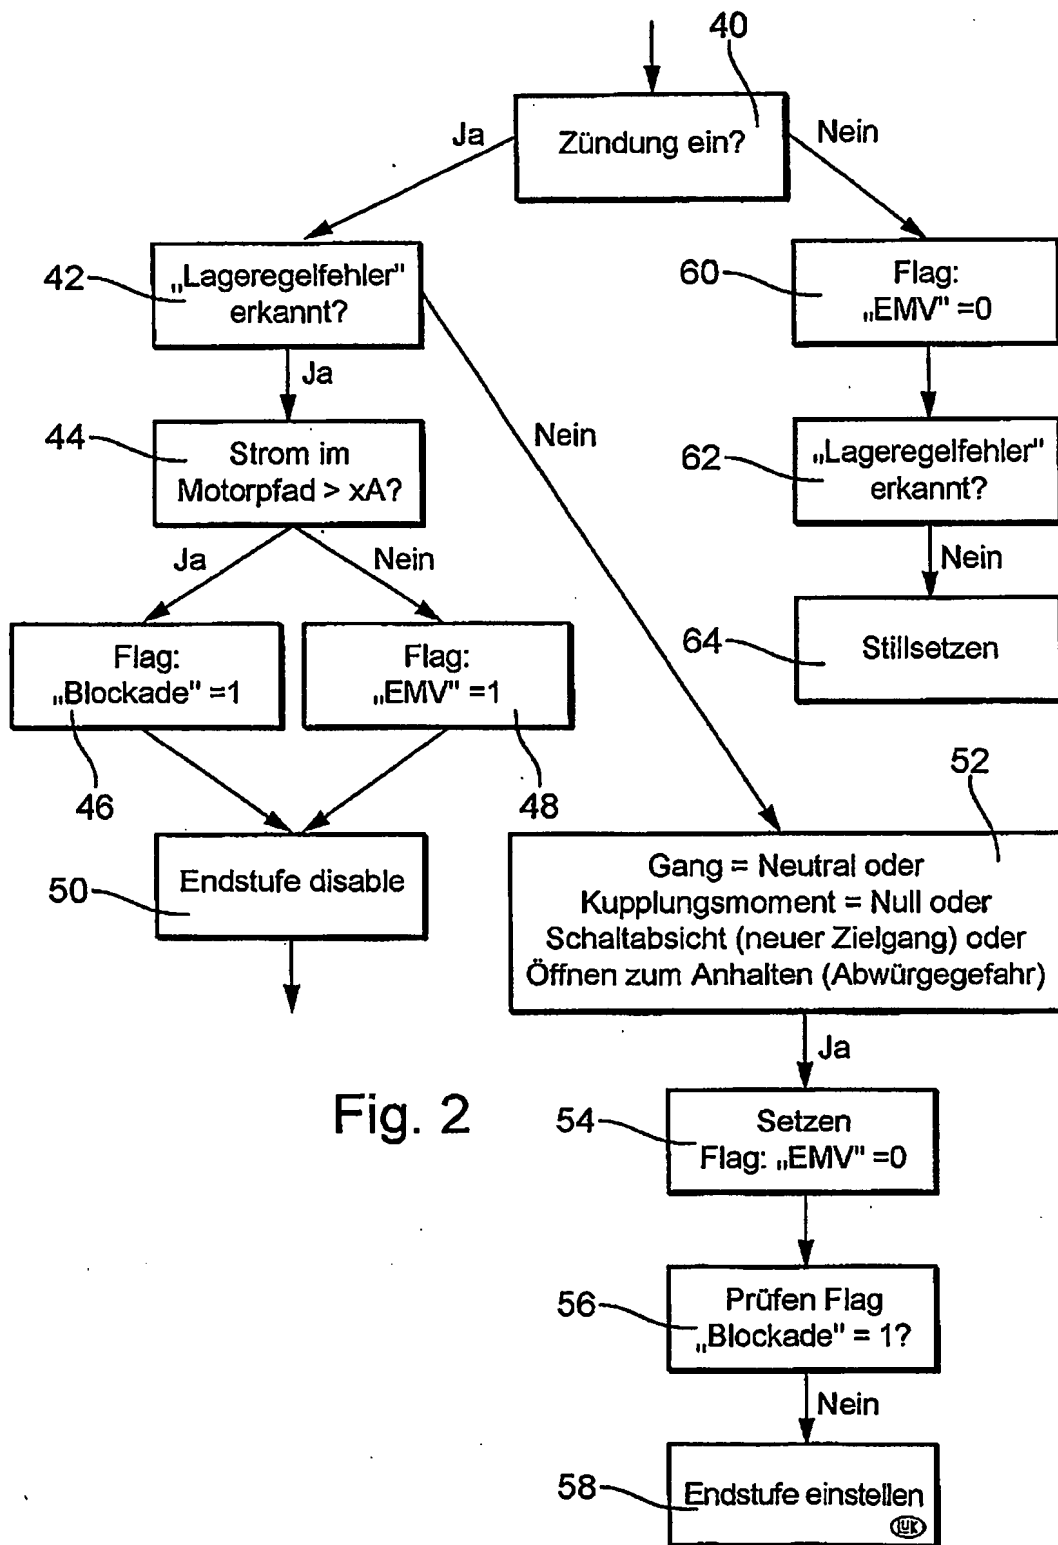 40
Zündung ein?
Ja
Nein
42
„Lageregelfehler"
erkannt?
Ja
Nein
44
Strom im
Motorpfad > xA?
Ja
Nein
Flag:
„Blockade" =1
46
Flag:
„EMV" =1
48
50
Endstufe disable
60
Flag:
„EMV" =0
62
„Lageregelfehler"
erkannt?
Nein
64
Stillsetzen
52
Gang = Neutral oder
Kupplungsmoment = Null oder
Schaltabsicht (neuer Zielgang) oder
Öffnen zum Anhalten (Abwürgegefahr)
Ja
54
Setzen
Flag: „EMV" =0
56
Prüfen Flag
„Blockade" = 1?
Nein
58
Endstufe einstellen
LUK
Fig. 2